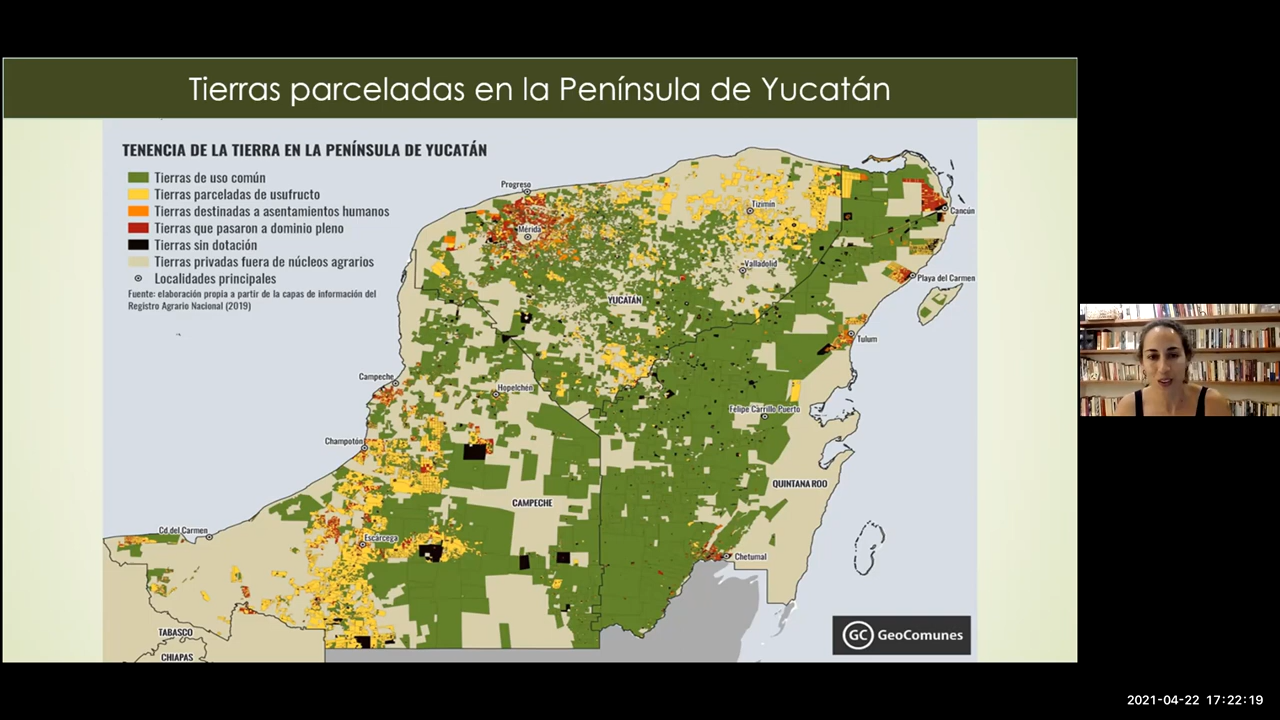 Tierras parceladas en la Península de Yucatán
TENENCIA DE LA TIERRA EN LA PENÍNSULA DE YUCATÁN
Tierras de uso común
Tierras parceladas de usufructo
Tierras destinadas a asentamientos humanos
Tierras que pasaron a dominio pleno
Tierras sin dotación
Tierras privadas fuera de núcleos agrarios
Localidades principales
Fuente: elaboración propia a partir de la capas de información del
Registro Agrario Nacional (2019)
Progreso
Mérida
Tizimín
Cancún
Valladolid
Playa del Carmen
YUCATÁN
Tulum
Campeche
Hopelchén
Felipe Carrillo Puerto
Champotón
QUINTANA ROO
CAMPECHE
Cd del Carmen
Escárcega
Chetumal
TABASCO
CHIAPAS
GC GeoComunes
2021-04-22 17:22:19